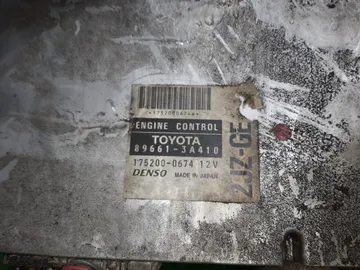 ENGINE CONTROL
TOYOTA
89661-3A410
175200-0674 12V
DENSO MADE IN JAPAN
2JZ-GE